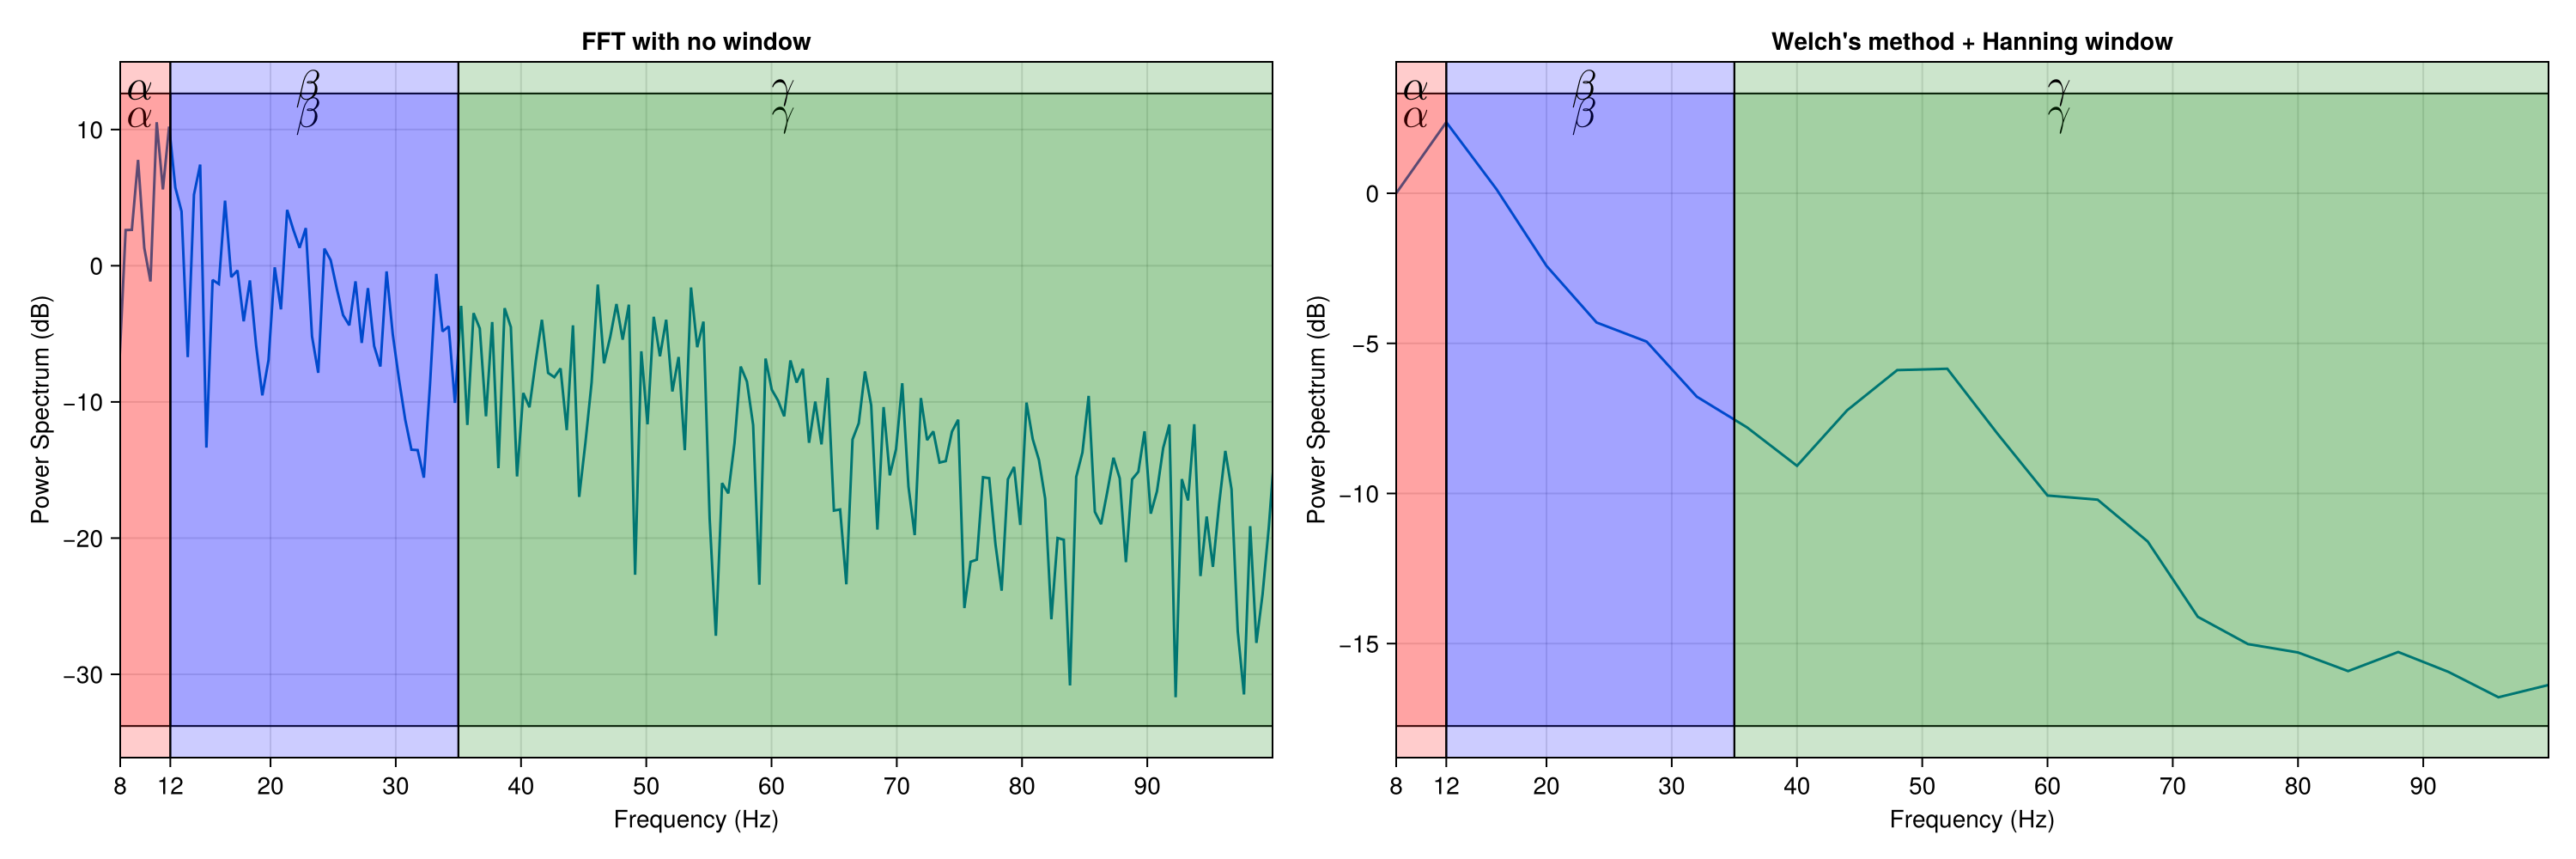 FFT with no window
α β γ
α β γ
10
0
−10
−20
−30
Power Spectrum (dB)
8 12 20 30 40 50 60 70 80 90
Frequency (Hz)
Welch's method + Hanning window
α β γ
α β γ
0
−5
−10
−15
Power Spectrum (dB)
8 12 20 30 40 50 60 70 80 90
Frequency (Hz)